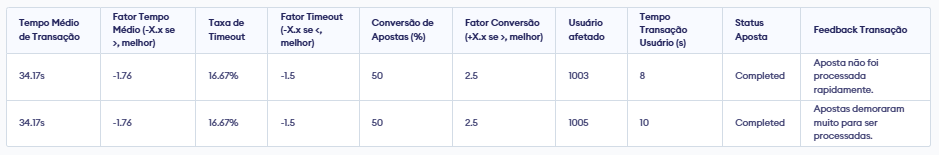 Tempo Médio de Transação
Fator Tempo Médio (-X.x se >, melhor)
Taxa de Timeout
Fator Timeout (-X.x se <, melhor)
Conversão de Apostas (%)
Fator Conversão (+X.x se >, melhor)
Usuário afetado
Tempo Transação Usuário (s)
Status Aposta
Feedback Transação
34.17s
-1.76
16.67%
-1.5
50
2.5
1003
8
Completed
Aposta não foi
processada
rapidamente.
34.17s
-1.76
16.67%
-1.5
50
2.5
1005
10
Completed
Apostas demoraram
muito para ser
processadas.